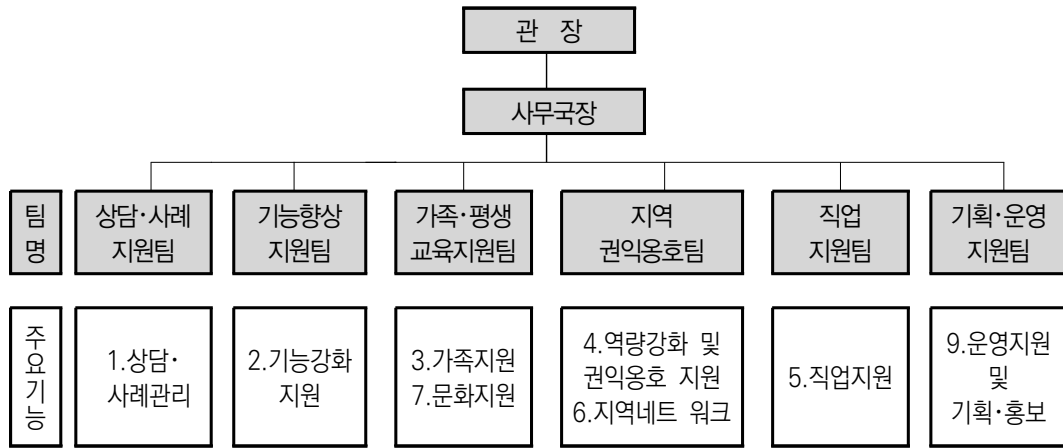 관 장
사무국장
팀
명
상담·사례
지원팀
기능향상
지원팀
가족·평생
교육지원팀
지역
권익옹호팀
직업
지원팀
기획·운영
지원팀
주
요
기
능
1.상담·
사례관리
2.기능강화
지원
3.가족지원
7.문화지원
4.역량강화 및
권익옹호 지원
6.지역네트 워크
5.직업지원
9.운영지원
및
기획·홍보